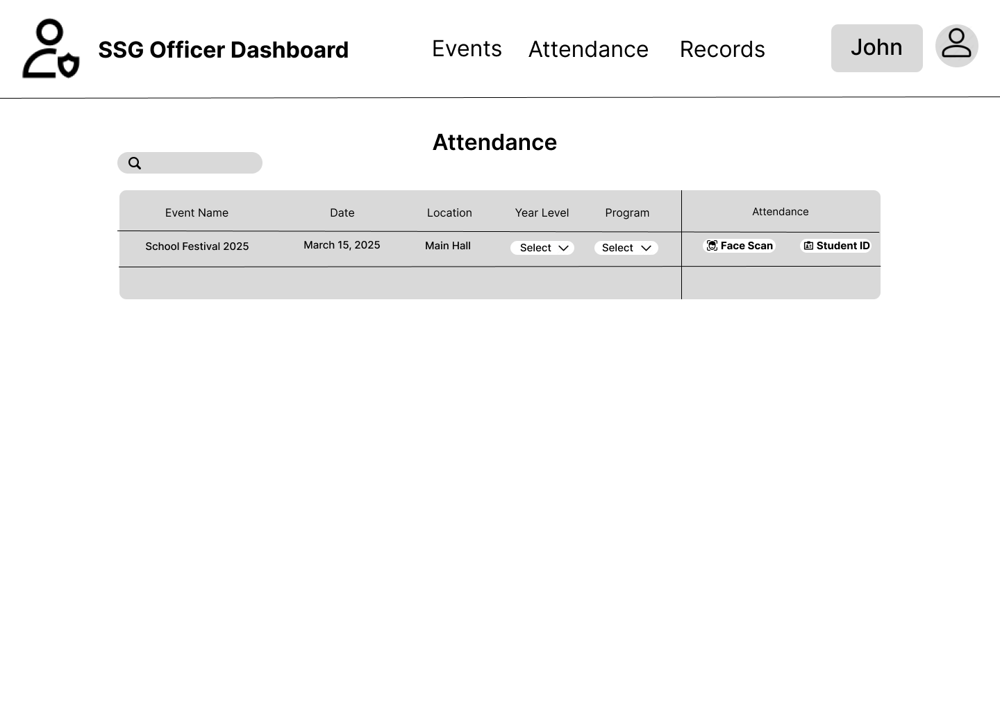 SSG Officer Dashboard
Events Attendance Records
John
Attendance
Event Name Date Location Year Level Program Attendance
School Festival 2025 March 15, 2025 Main Hall Select Select Face Scan Student ID